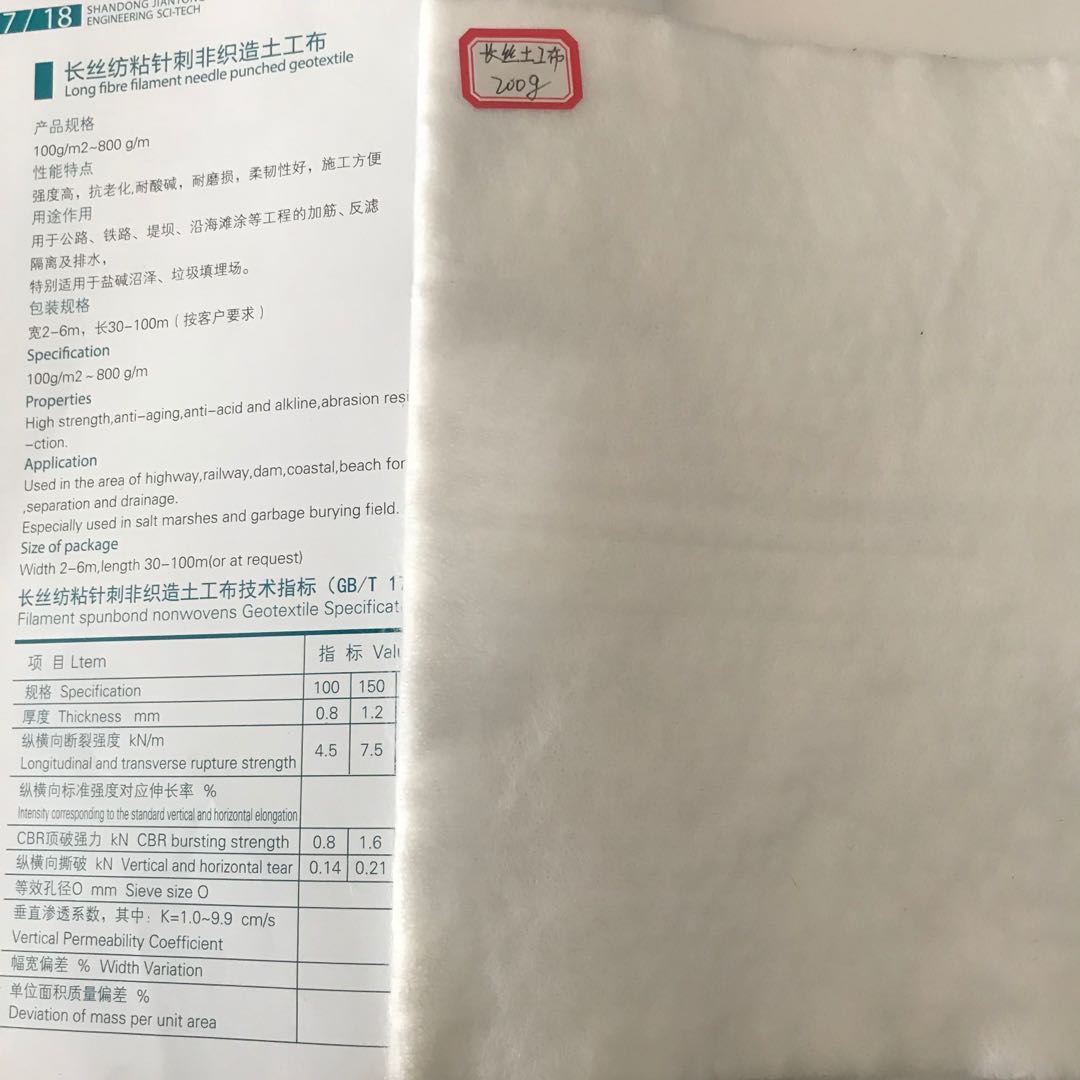 7/18
SHANDONG
ENGINEERING SCI-TECH
长丝纺粘针刺非织造土工布
Long fibre filament needle punched geotextile
产品规格
100g/m2~800 g/m
性能特点
强度高，抗老化,耐酸碱，耐磨损，柔韧性好，施工方便
用途作用
用于公路、铁路、堤坝、沿海滩涂等工程的加筋、反滤
隔离及排水，
特别适用于盐碱沼泽、垃圾填埋场。
包装规格
宽2-6m，长30-100m（按客户要求）
Specification
100g/m2 ~ 800 g/m
Properties
High strength,anti-aging,anti-acid and alkline,abrasion resi
-ction.
Application
Used in the area of highway,railway,dam,coastal,beach for
,separation and drainage.
Especially used in salt marshes and garbage burying field.
Size of package
Width 2-6m,length 30-100m(or at request)
长丝纺粘针刺非织造土工布技术指标（GB/T 17
Filament spunbond nonwovens Geotextile Specificat
项 目 Ltem 指 标 Valu
规格 Specification 100 150
厚度 Thickness mm 0.8 1.2
纵横向断裂强度 kN/m
Longitudinal and transverse rupture strength 4.5 7.5
纵横向标准强度对应伸长率 %
Intensity corresponding to the standard vertical and horizontal elongation
CBR顶破强力 kN CBR bursting strength 0.8 1.6
纵横向撕破 kN Vertical and horizontal tear 0.14 0.21
等效孔径O mm Sieve size O
垂直渗透系数，其中：K=1.0~9.9 cm/s
Vertical Permeability Coefficient
幅宽偏差 % Width Variation
单位面积质量偏差 %
Deviation of mass per unit area
长丝土工布
200g